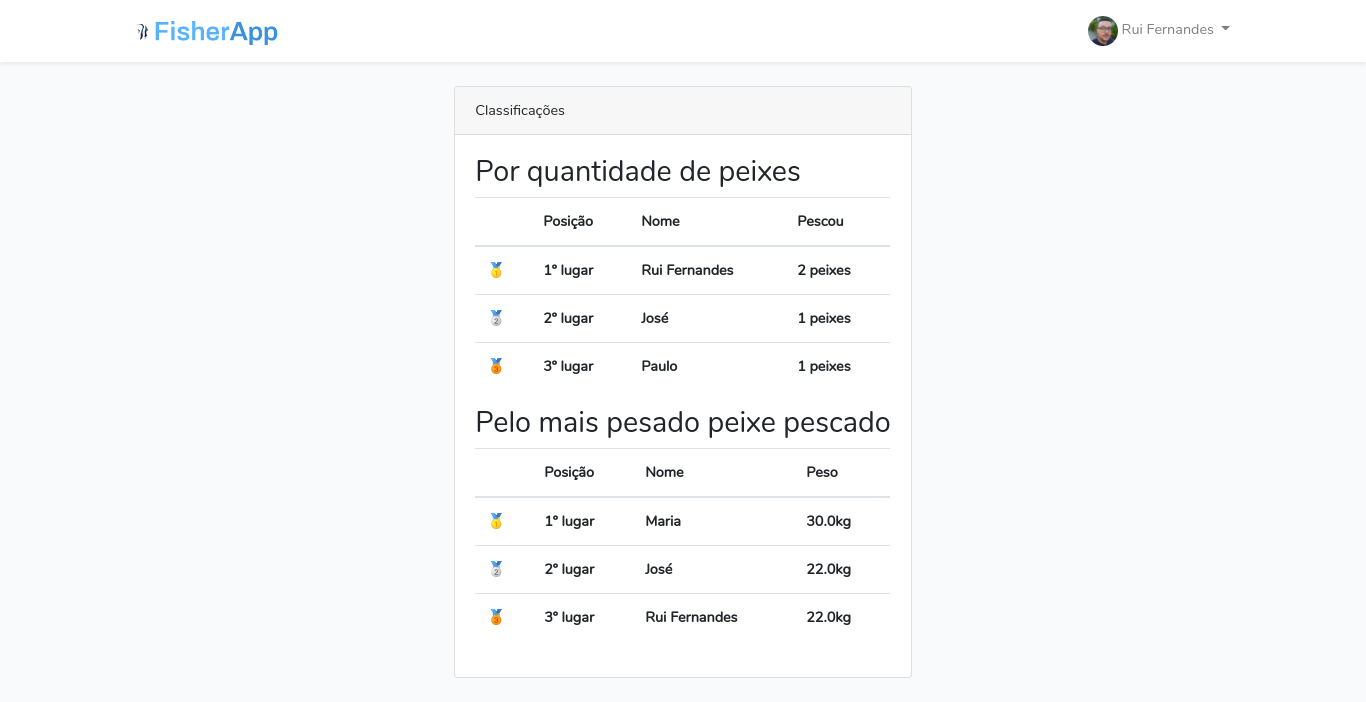 FisherApp
Rui Fernandes
Classificações
Por quantidade de peixes
Posição Nome Pescou
🥇 1º lugar Rui Fernandes 2 peixes
🥈 2º lugar José 1 peixes
🥉 3º lugar Paulo 1 peixes
Pelo mais pesado peixe pescado
Posição Nome Peso
🥇 1º lugar Maria 30.0kg
🥈 2º lugar José 22.0kg
🥉 3º lugar Rui Fernandes 22.0kg